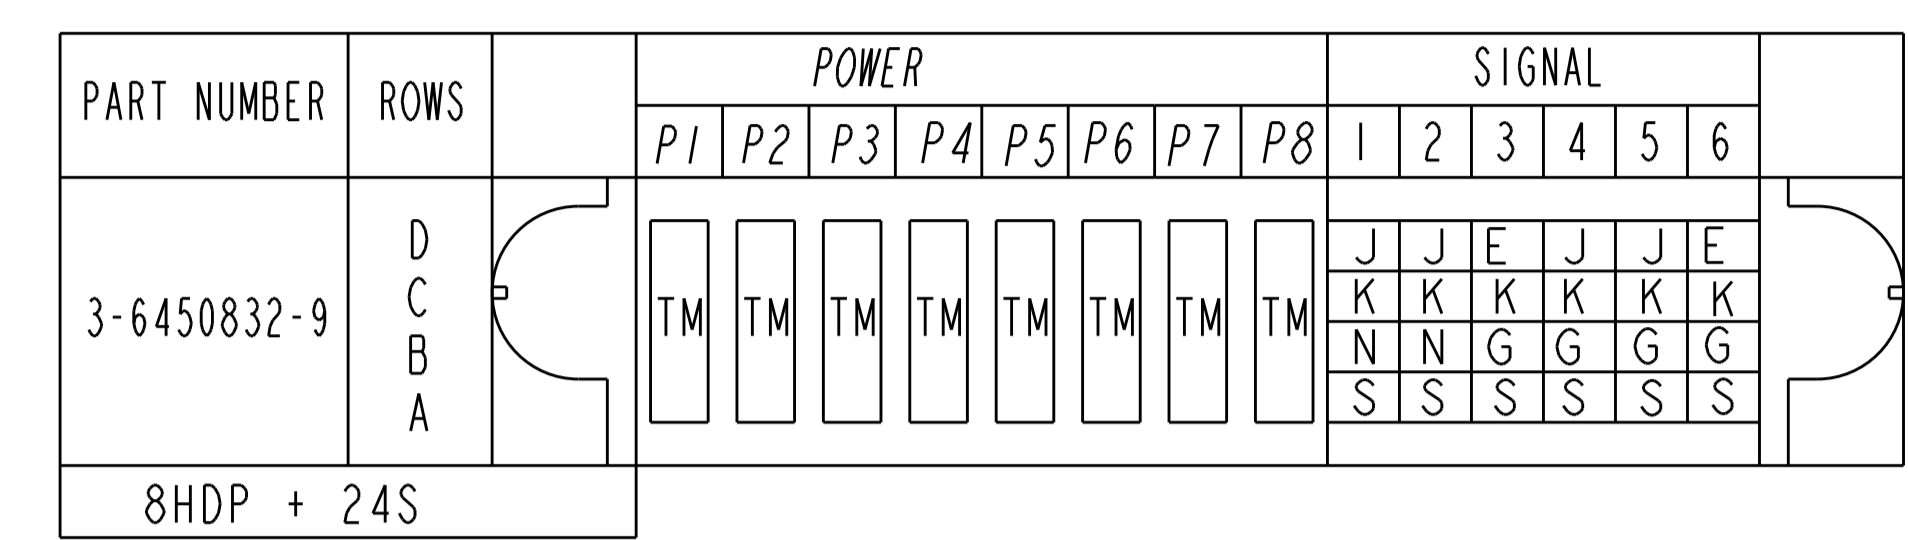 PART NUMBER ROWS POWER SIGNAL
P1 P2 P3 P4 P5 P6 P7 P8 1 2 3 4 5 6
3-6450832-9
D J J E J J E
C K K K K K K
TM TM TM TM TM TM TM TM
B N N G G G G
A S S S S S S
8HDP + 24S